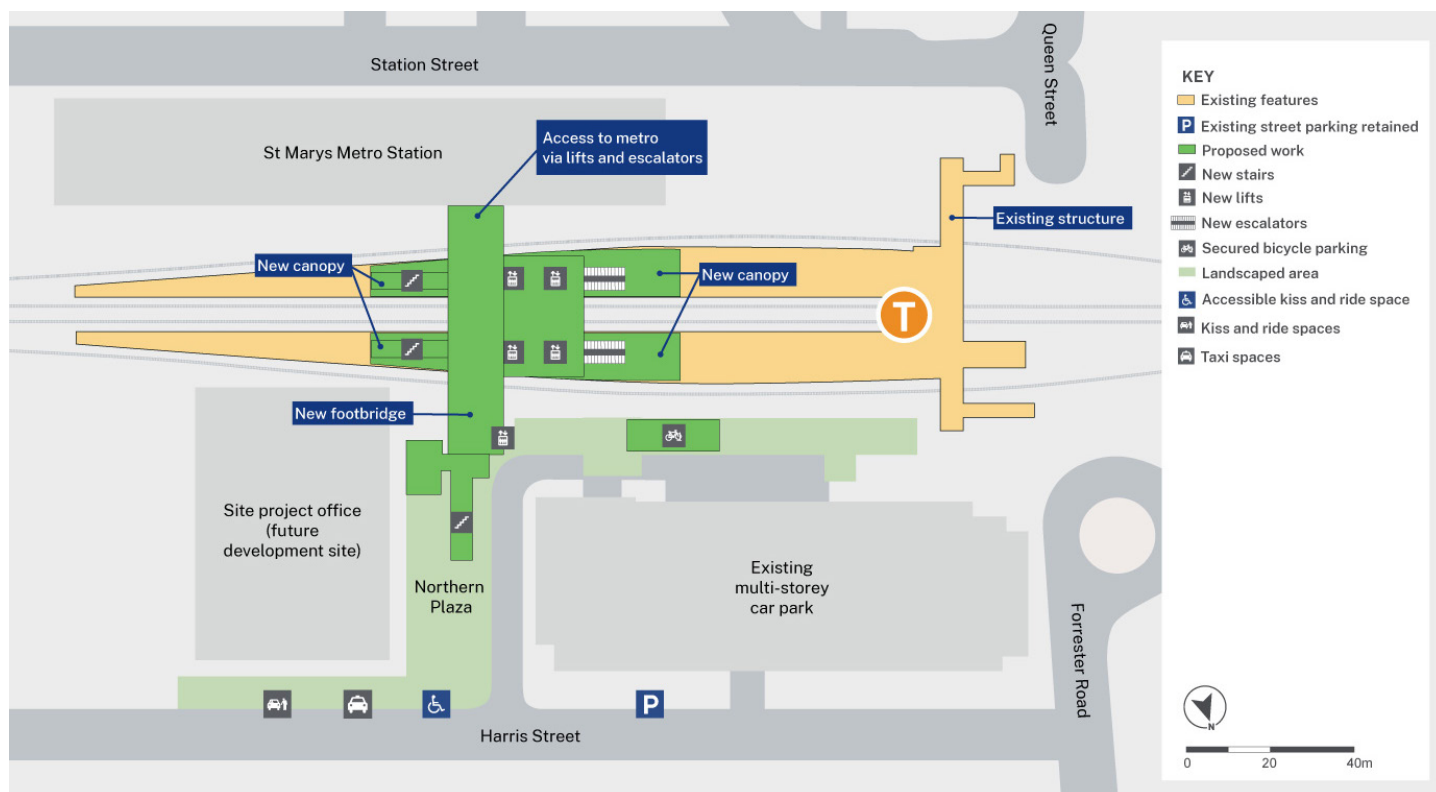 Station Street
Queen Street
St Marys Metro Station
Access to metro
via lifts and escalators
Existing structure
New canopy
New canopy
T
New footbridge
Site project office
(future
development site)
Northern
Plaza
Existing
multi-storey
car park
Forrester Road
P
Harris Street
KEY
Existing features
P Existing street parking retained
Proposed work
New stairs
New lifts
New escalators
Secured bicycle parking
Landscaped area
Accessible kiss and ride space
Kiss and ride spaces
Taxi spaces
N
0 20 40m